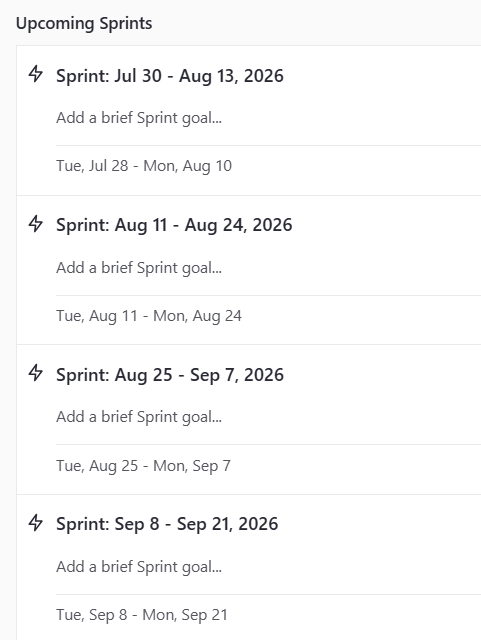 Upcoming Sprints
Sprint: Jul 30 - Aug 13, 2026
Add a brief Sprint goal...
Tue, Jul 28 - Mon, Aug 10
Sprint: Aug 11 - Aug 24, 2026
Add a brief Sprint goal...
Tue, Aug 11 - Mon, Aug 24
Sprint: Aug 25 - Sep 7, 2026
Add a brief Sprint goal...
Tue, Aug 25 - Mon, Sep 7
Sprint: Sep 8 - Sep 21, 2026
Add a brief Sprint goal...
Tue, Sep 8 - Mon, Sep 21